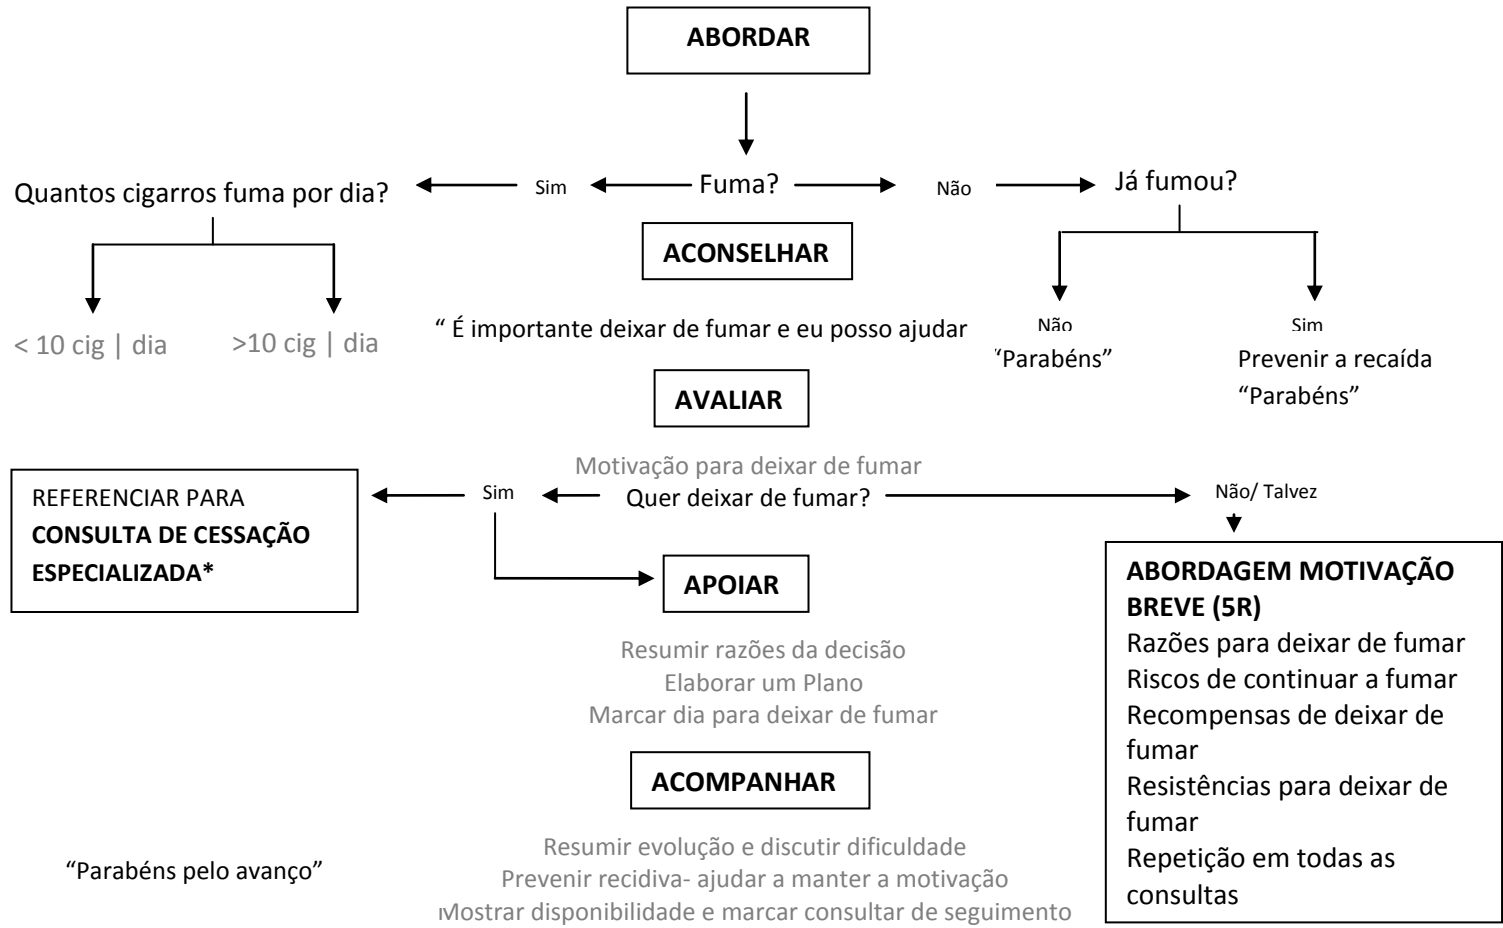 ABORDAR
Quantos cigarros fuma por dia?
Sim
Fuma?
Não
Já fumou?
ACONSELHAR
< 10 cig | dia
>10 cig | dia
“ É importante deixar de fumar e eu posso ajudar
Não
“Parabéns”
Sim
Prevenir a recaída
“Parabéns”
AVALIAR
Motivação para deixar de fumar
Quer deixar de fumar?
Sim
Não/ Talvez
REFERENCIAR PARA
CONSULTA DE CESSAÇÃO
ESPECIALIZADA*
APOIAR
Resumir razões da decisão
Elaborar um Plano
Marcar dia para deixar de fumar
ABORDAGEM MOTIVAÇÃO
BREVE (5R)
Razões para deixar de fumar
Riscos de continuar a fumar
Recompensas de deixar de
fumar
Resistências para deixar de
fumar
Repetição em todas as
consultas
ACOMPANHAR
Resumir evolução e discutir dificuldade
Prevenir recidiva- ajudar a manter a motivação
Mostrar disponibilidade e marcar consultar de seguimento
“Parabéns pelo avanço”